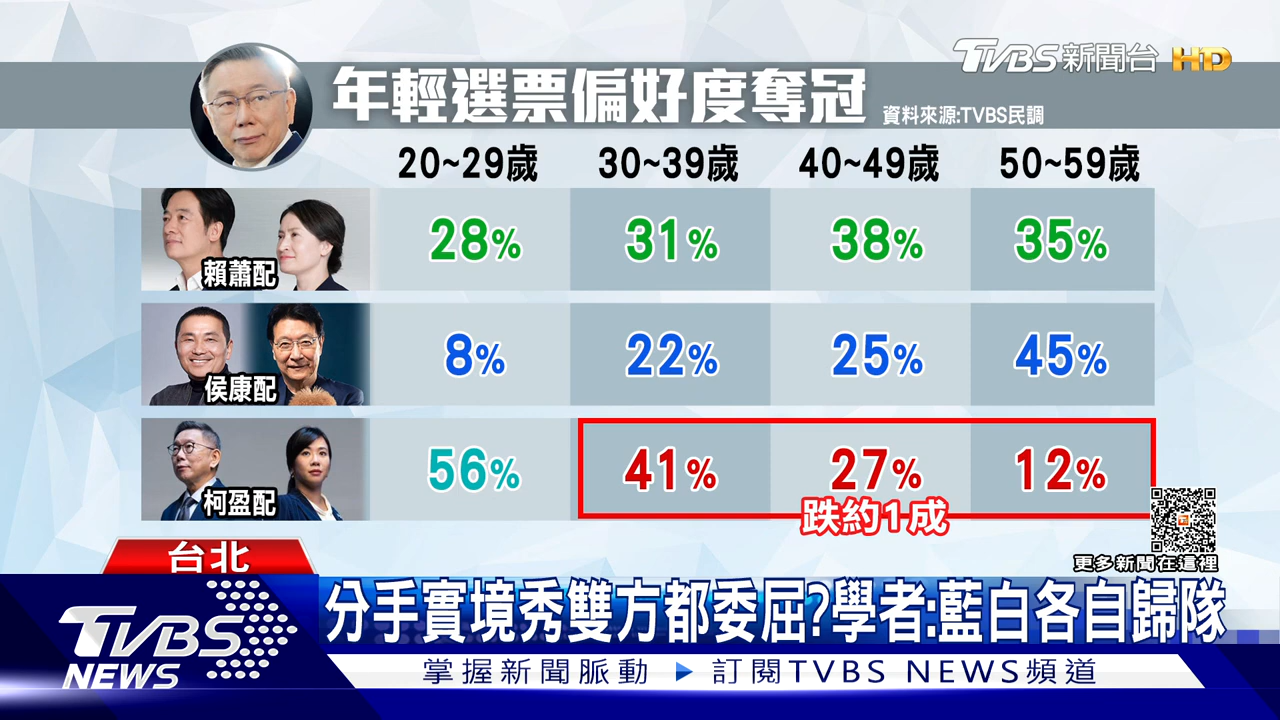 TVBS新聞台 HD
年輕選票偏好度奪冠
資料來源:TVBS民調
20~29歲 30~39歲 40~49歲 50~59歲
賴蕭配 28% 31% 38% 35%
侯康配 8% 22% 25% 45%
柯盈配 56% 41% 27% 12%
跌約1成
更多新聞在這裡
台北
分手實境秀雙方都委屈?學者:藍白各自歸隊
TVBS NEWS
掌握新聞脈動 ▶ 訂閱TVBS NEWS頻道